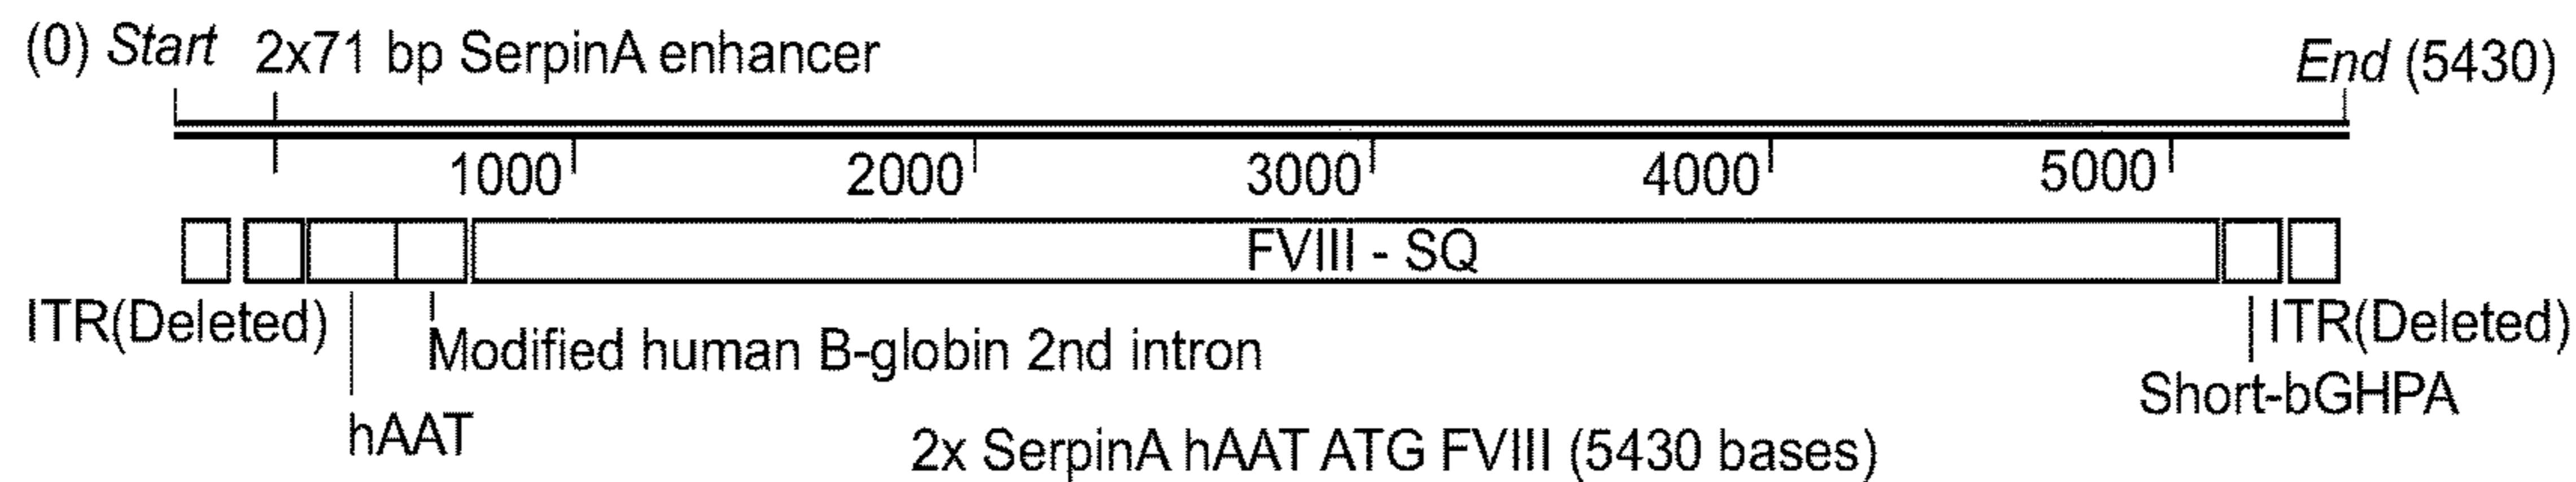 (0) Start 2x71 bp SerpinA enhancer End (5430)
1000 2000 3000 4000 5000
FVIII - SQ
ITR(Deleted) Modified human B-globin 2nd intron ITR(Deleted)
Short-bGHPA
hAAT 2x SerpinA hAAT ATG FVIII (5430 bases)